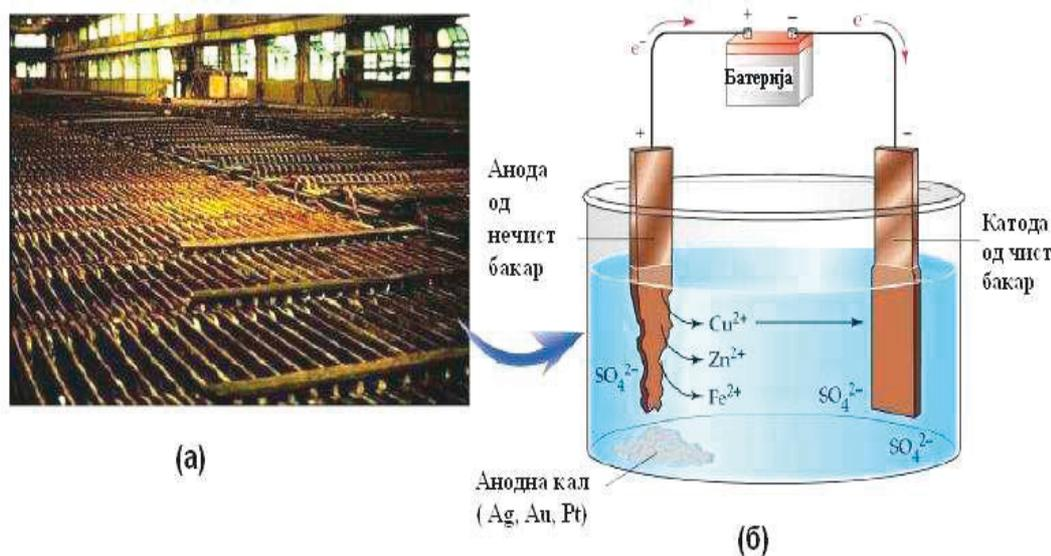 + −
e⁻ e⁻
Батерија
+ −
Анода
од
нечист
бакар
Катода
од чист
бакар
Cu²⁺
Zn²⁺
Fe²⁺
SO₄²⁻
SO₄²⁻
SO₄²⁻
Анодна кал
( Ag, Au, Pt)
(а)
(б)